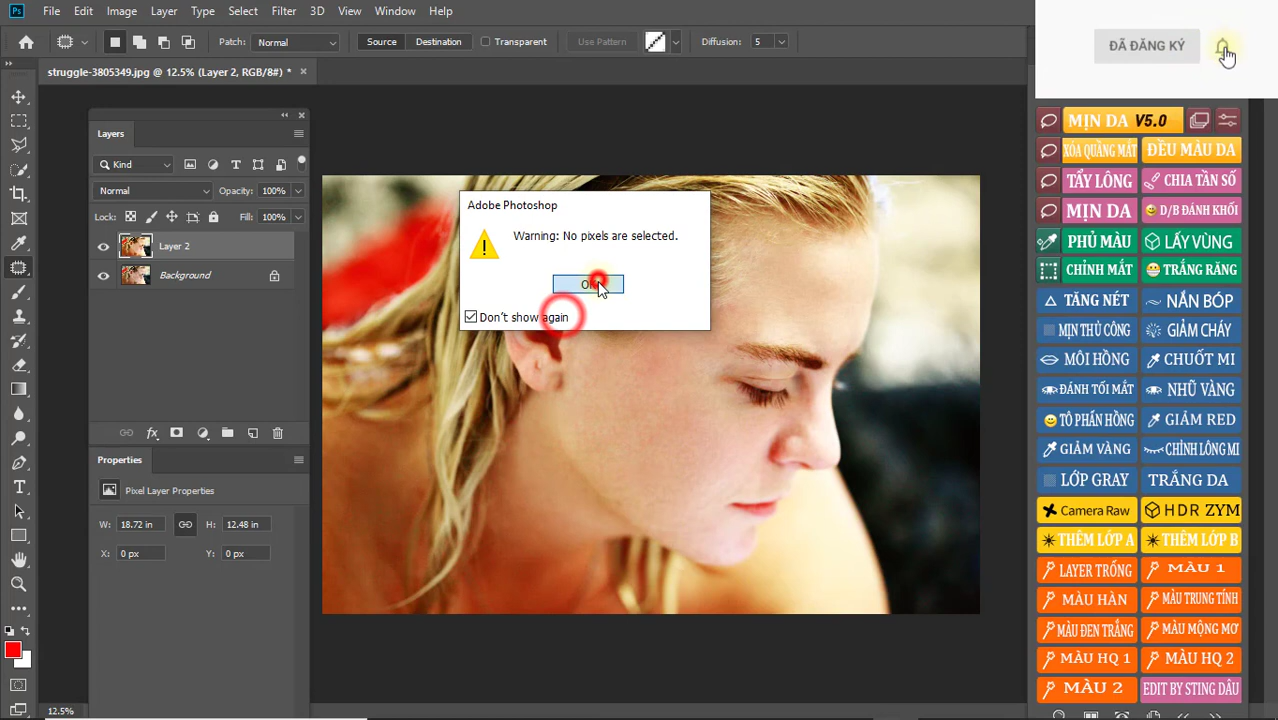 Ps File Edit Image Layer Type Select Filter 3D View Window Help
Patch: Normal Source Destination Transparent Use Pattern Diffusion: 5
ĐÃ ĐĂNG KÝ
struggle-3805349.jpg @ 12.5% (Layer 2, RGB/8#) * ×
Layers
Kind
Normal Opacity: 100%
Lock: Fill: 100%
Layer 2
Background
fx
Properties
Pixel Layer Properties
W: 18.72 in H: 12.48 in
X: 0 px Y: 0 px
12.5%
Adobe Photoshop
Warning: No pixels are selected.
Don't show again
MỊN DA V5.0
XÓA QUẦNG MẮT ĐỀU MÀU DA
TẨY LÔNG CHIA TẦN SỐ
MỊN DA D/B ĐÁNH KHỐI
PHỦ MÀU LẤY VÙNG
CHỈNH MẮT TRẮNG RĂNG
TĂNG NÉT NẮN BÓP
MỊN THỦ CÔNG GIẢM CHÁY
MÔI HỒNG CHUỐT MI
ĐÁNH TỐI MẮT NHŨ VÀNG
TÔ PHẤN HỒNG GIẢM RED
GIẢM VÀNG CHỈNH LÔNG MI
LỚP GRAY TRẮNG DA
Camera Raw HDR ZYM
THÊM LỚP A THÊM LỚP B
LAYER TRỐNG MÀU 1
MÀU HÀN MÀU TRUNG TÍNH
MÀU ĐEN TRẮNG MÀU MỘNG MƠ
MÀU HQ 1 MÀU HQ 2
MÀU 2 EDIT BY STING DÂU